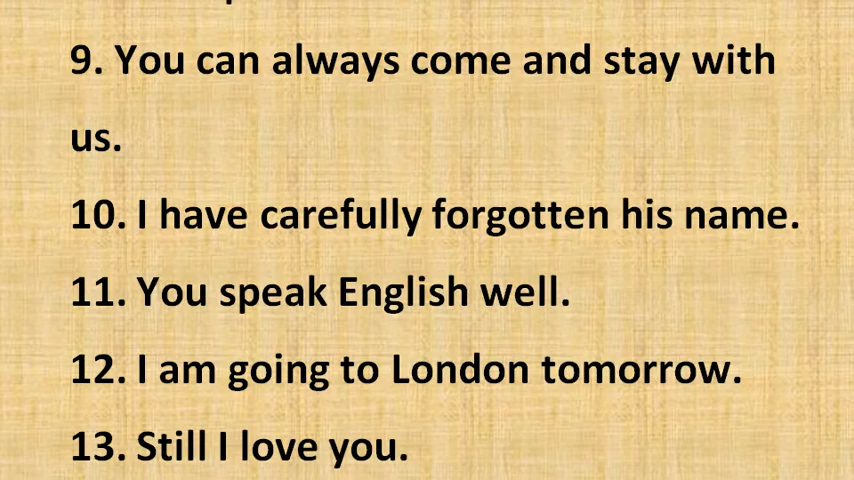 9. You can always come and stay with
us.
10. I have carefully forgotten his name.
11. You speak English well.
12. I am going to London tomorrow.
13. Still I love you.